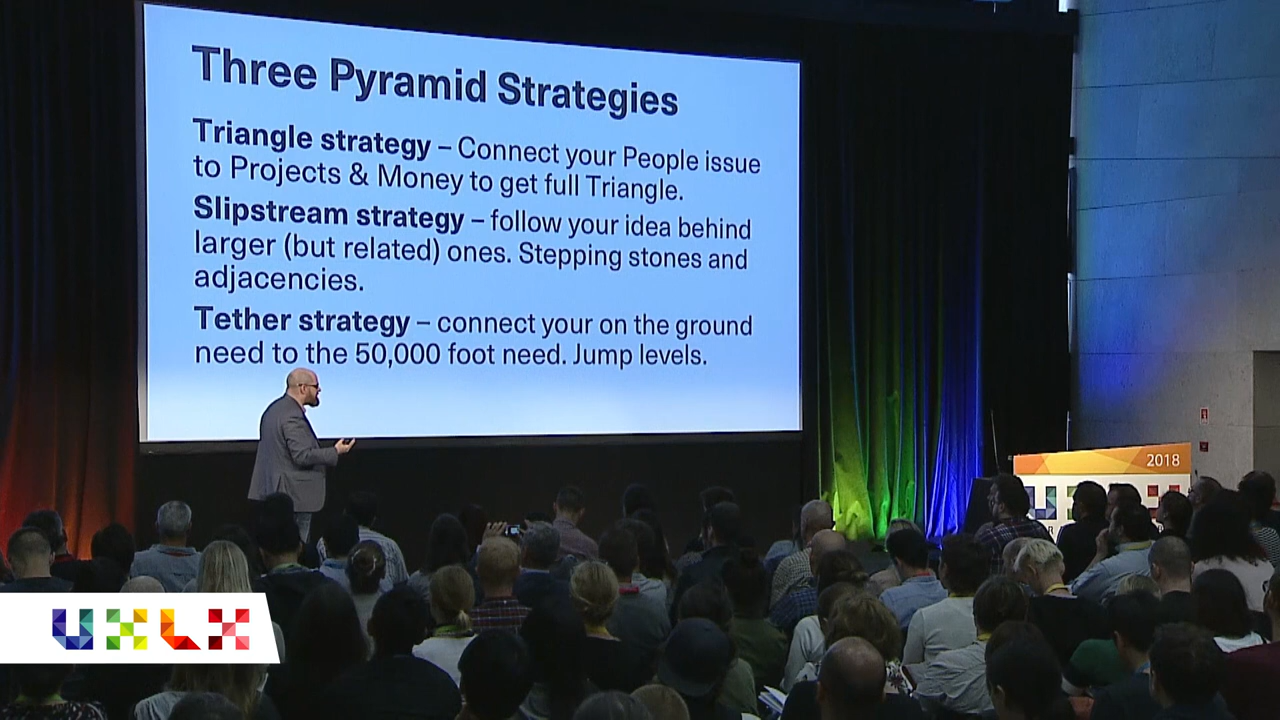 Three Pyramid Strategies
Triangle strategy – Connect your People issue
to Projects & Money to get full Triangle.
Slipstream strategy – follow your idea behind
larger (but related) ones. Stepping stones and
adjacencies.
Tether strategy – connect your on the ground
need to the 50,000 foot need. Jump levels.
2018
UXLX